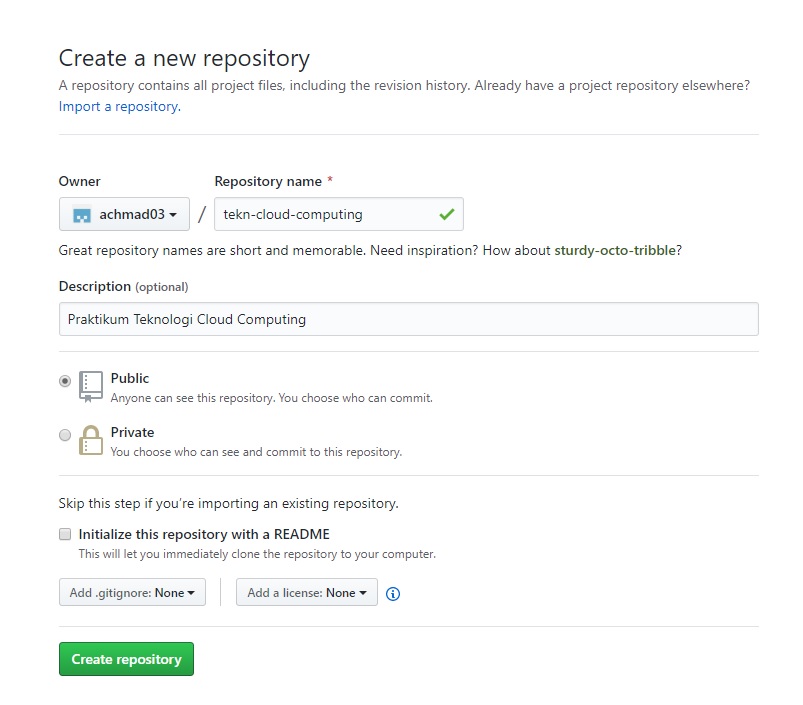 Create a new repository
A repository contains all project files, including the revision history. Already have a project repository elsewhere?
Import a repository.
Owner
Repository name *
achmad03
/
tekn-cloud-computing
Great repository names are short and memorable. Need inspiration? How about sturdy-octo-tribble?
Description (optional)
Praktikum Teknologi Cloud Computing
Public
Anyone can see this repository. You choose who can commit.
Private
You choose who can see and commit to this repository.
Skip this step if you’re importing an existing repository.
Initialize this repository with a README
This will let you immediately clone the repository to your computer.
Add .gitignore: None
Add a license: None
Create repository